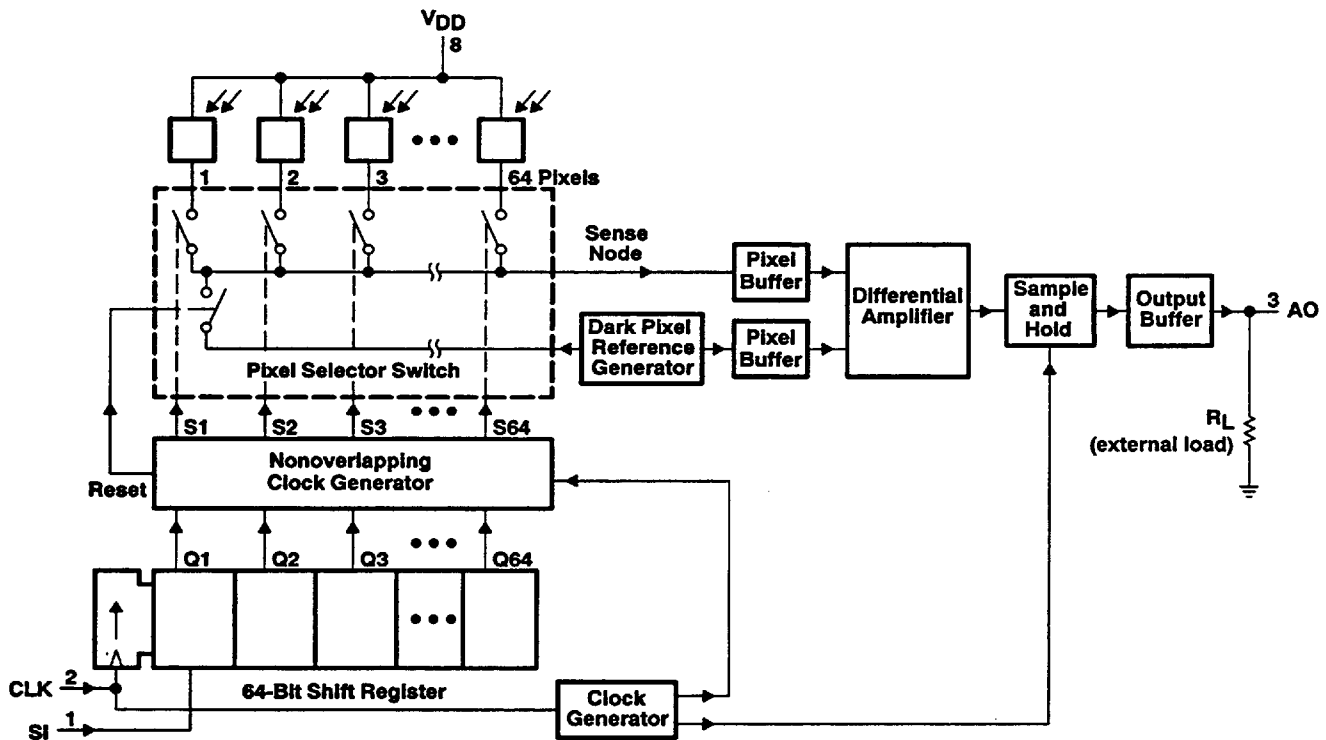 VDD
8
1
2
3
64 Pixels
Sense
Node
Pixel
Buffer
Differential
Amplifier
Sample
and
Hold
Output
Buffer
3
AO
Dark Pixel
Reference
Generator
Pixel
Buffer
Pixel Selector Switch
S1
S2
S3
S64
RL
(external load)
Nonoverlapping
Clock Generator
Reset
Q1
Q2
Q3
Q64
CLK
2
64-Bit Shift Register
Clock
Generator
SI
1